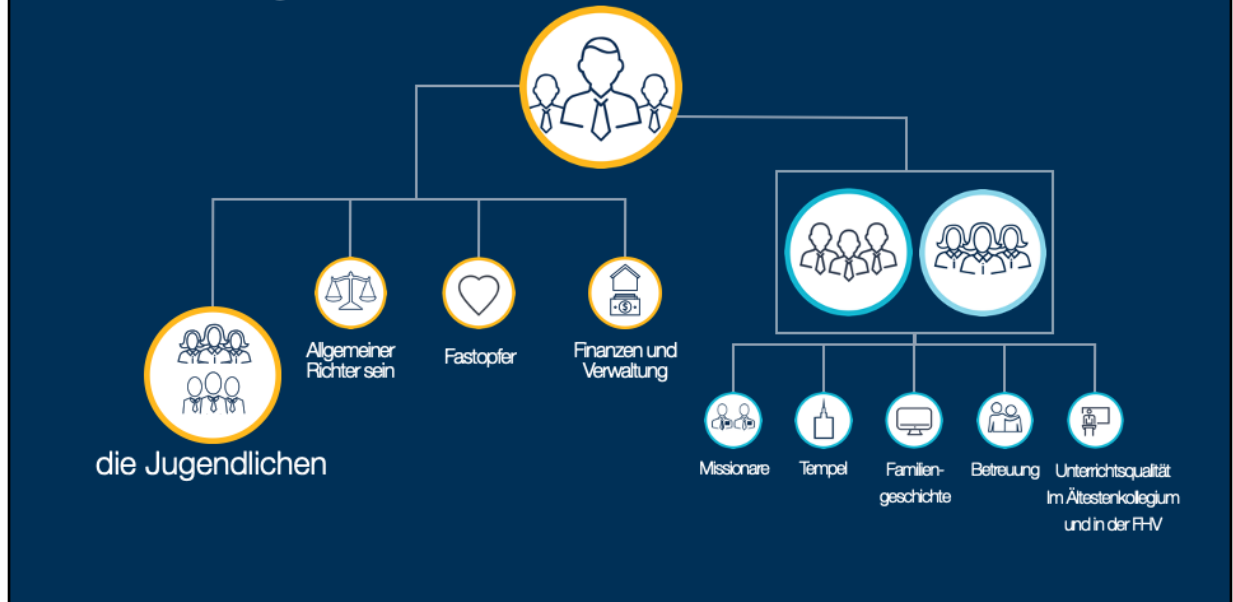 Allgemeiner
Richter sein
Fastopfer
Finanzen und
Verwaltung
die Jugendlichen
Missionare
Tempel
Familien-
geschichte
Betreuung
Unterrichtsqualität
Im Ältestenkollegium
und in der FHV